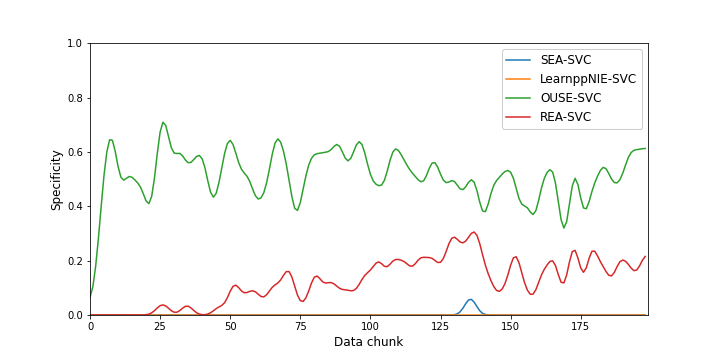 1.0
0.8
0.6
0.4
0.2
0.0
Specificity
0
25
50
75
100
125
150
175
Data chunk
SEA-SVC
LearnppNIE-SVC
OUSE-SVC
REA-SVC